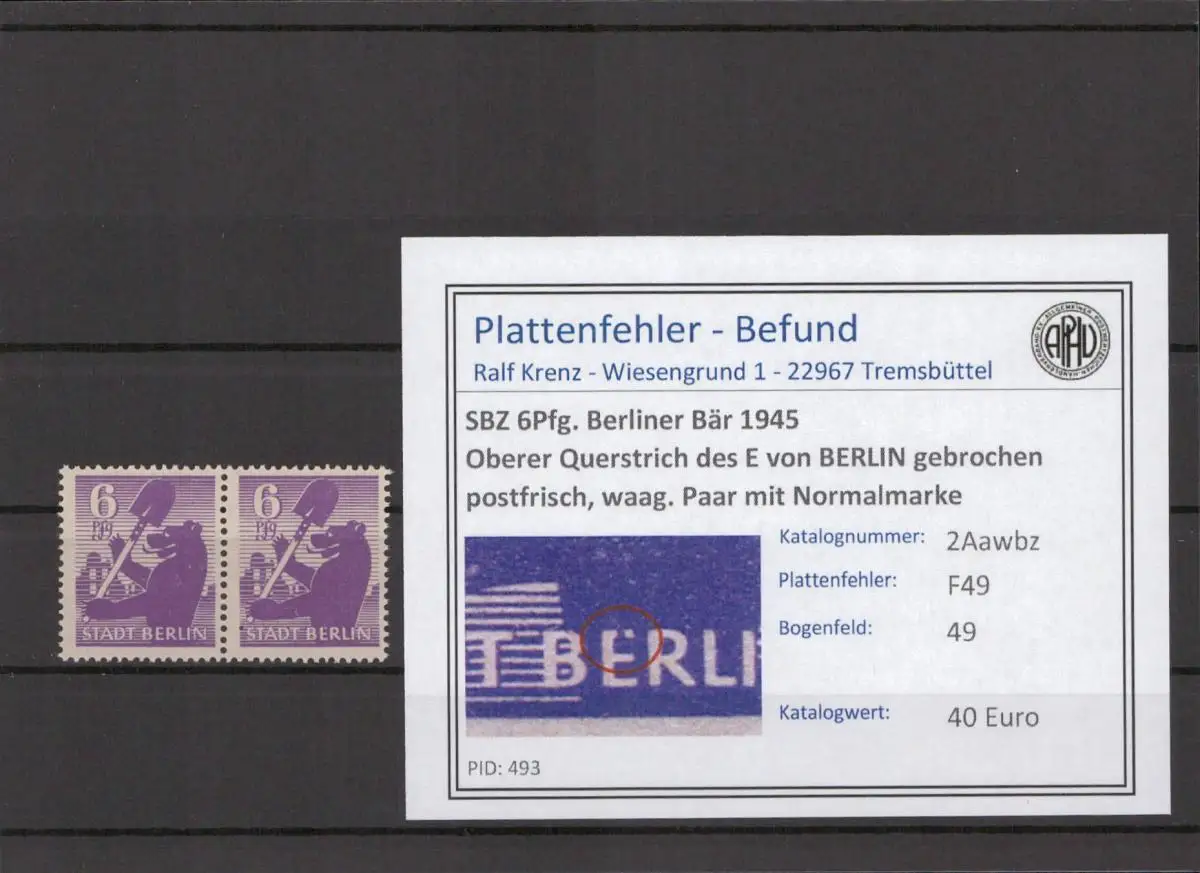 6
Pfg
STADT BERLIN
6
Pfg
STADT BERLIN
Plattenfehler - Befund
Ralf Krenz - Wiesengrund 1 - 22967 Tremsbüttel
APHV
SBZ 6Pfg. Berliner Bär 1945
Oberer Querstrich des E von BERLIN gebrochen
postfrisch, waag. Paar mit Normalmarke
T BERLI
Katalognummer: 2Aawbz
Plattenfehler: F49
Bogenfeld: 49
Katalogwert: 40 Euro
PID: 493